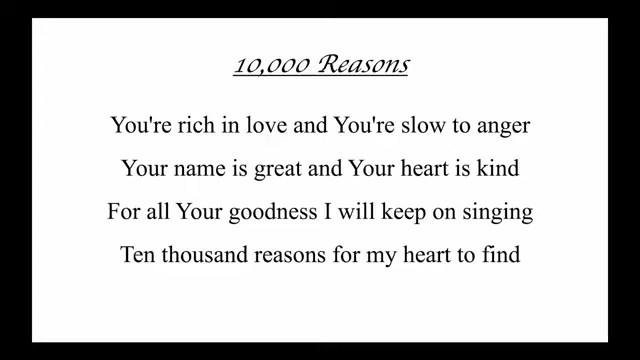 10,000 Reasons
You're rich in love and You're slow to anger
Your name is great and Your heart is kind
For all Your goodness I will keep on singing
Ten thousand reasons for my heart to find